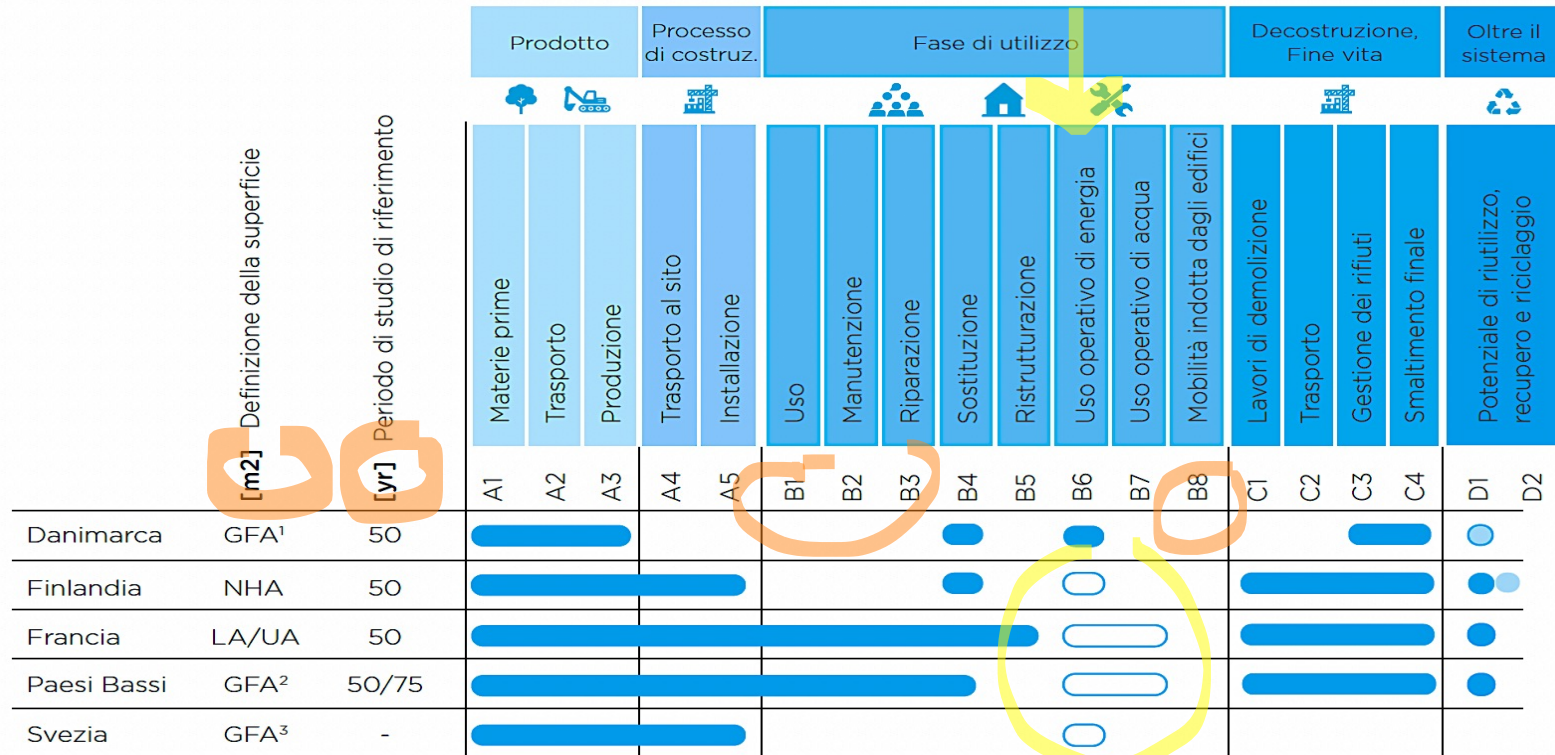 Prodotto
Processo
di costruz.
Fase di utilizzo
Decostruzione,
Fine vita
Oltre il
sistema
[m2] Definizione della superficie
[yr] Periodo di studio di riferimento
Materie prime
Trasporto
Produzione
Trasporto al sito
Installazione
Uso
Manutenzione
Riparazione
Sostituzione
Ristrutturazione
Uso operativo di energia
Uso operativo di acqua
Mobilità indotta dagli edifici
Lavori di demolizione
Trasporto
Gestione dei rifiuti
Smaltimento finale
Potenziale di riutilizzo,
recupero e riciclaggio
A1 A2 A3 A4 A5 B1 B2 B3 B4 B5 B6 B7 B8 C1 C2 C3 C4 D1 D2
Danimarca GFA¹ 50
Finlandia NHA 50
Francia LA/UA 50
Paesi Bassi GFA² 50/75
Svezia GFA³ -